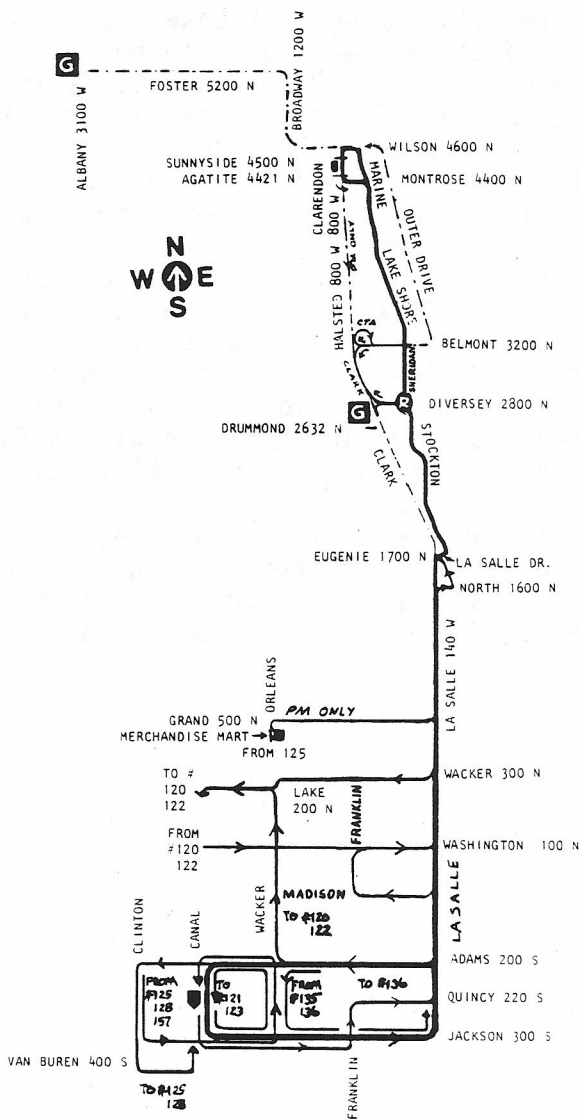 G
FOSTER 5200 N
ALBANY 3100 W
BROADWAY 1200 W
WILSON 4600 N
SUNNYSIDE 4500 N
AGATITE 4421 N
MONTROSE 4400 N
CLARENDON 800 W
MARINE
PM ONLY
OUTER DRIVE
LAKE SHORE
HALSTED 800 W
N
W E
S
CTA
R
BELMONT 3200 N
SHERIDAN
CLARK
G
R
DIVERSEY 2800 N
DRUMMOND 2632 N
STOCKTON
CLARK
EUGENIE 1700 N
LA SALLE DR.
NORTH 1600 N
LA SALLE 140 W
ORLEANS
PM ONLY
GRAND 500 N
MERCHANDISE MART
FROM 125
TO #
120
122
LAKE
200 N
WACKER 300 N
FRANKLIN
FROM
#120
122
WASHINGTON 100 N
MADISON
TO #120
122
LASALLE
CLINTON
CANAL
WACKER
ADAMS 200 S
FROM
#125
128
157
TO
#121
123
FROM
#135
136
TO #136
QUINCY 220 S
JACKSON 300 S
VAN BUREN 400 S
TO #125
128
FRANKLIN